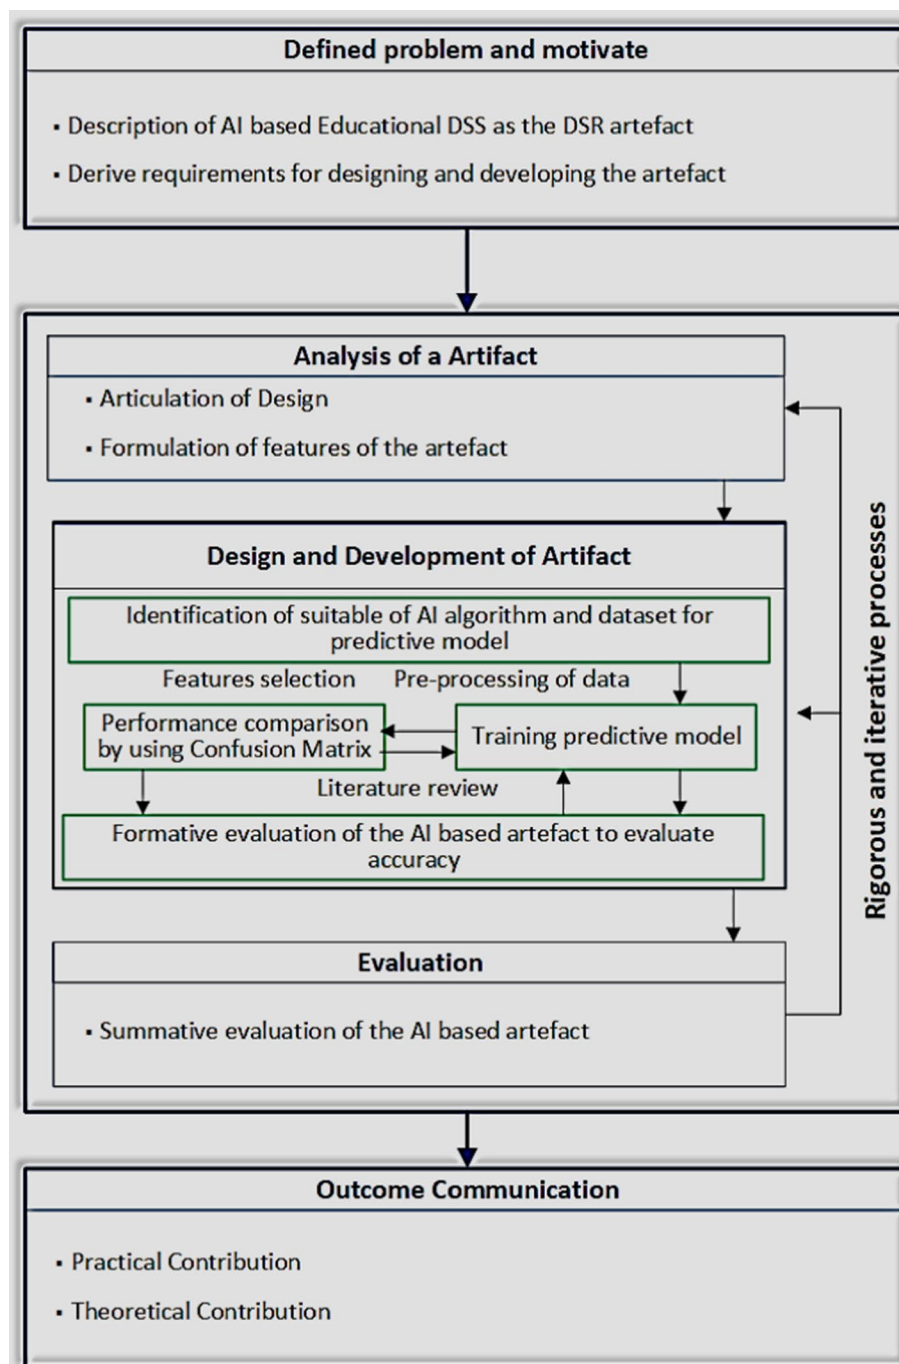 Defined problem and motivate
▪ Description of AI based Educational DSS as the DSR artefact
▪ Derive requirements for designing and developing the artefact
Analysis of a Artifact
▪ Articulation of Design
▪ Formulation of features of the artefact
Design and Development of Artifact
Identification of suitable of AI algorithm and dataset for
predictive model
Features selection
Pre-processing of data
Performance comparison
by using Confusion Matrix
Training predictive model
Literature review
Formative evaluation of the AI based artefact to evaluate
accuracy
Evaluation
▪ Summative evaluation of the AI based artefact
Rigorous and iterative processes
Outcome Communication
▪ Practical Contribution
▪ Theoretical Contribution